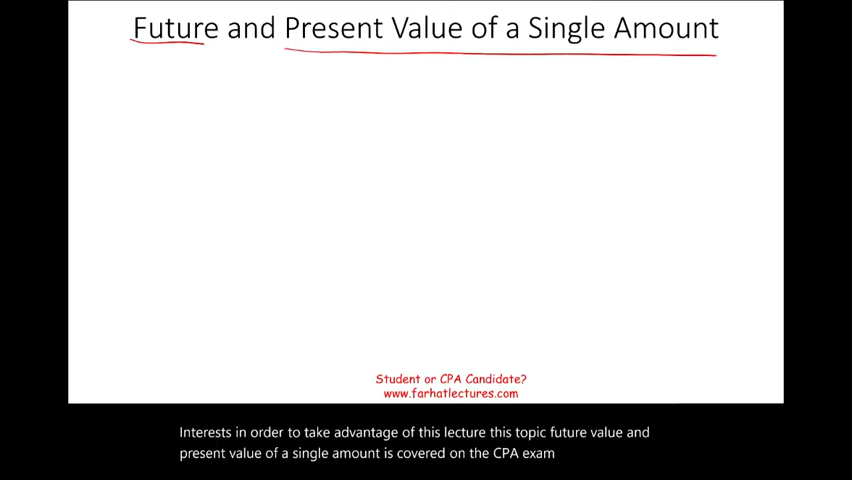 Future and Present Value of a Single Amount
Student or CPA Candidate?
www.farhatlectures.com
Interests in order to take advantage of this lecture this topic future value and
present value of a single amount is covered on the CPA exam